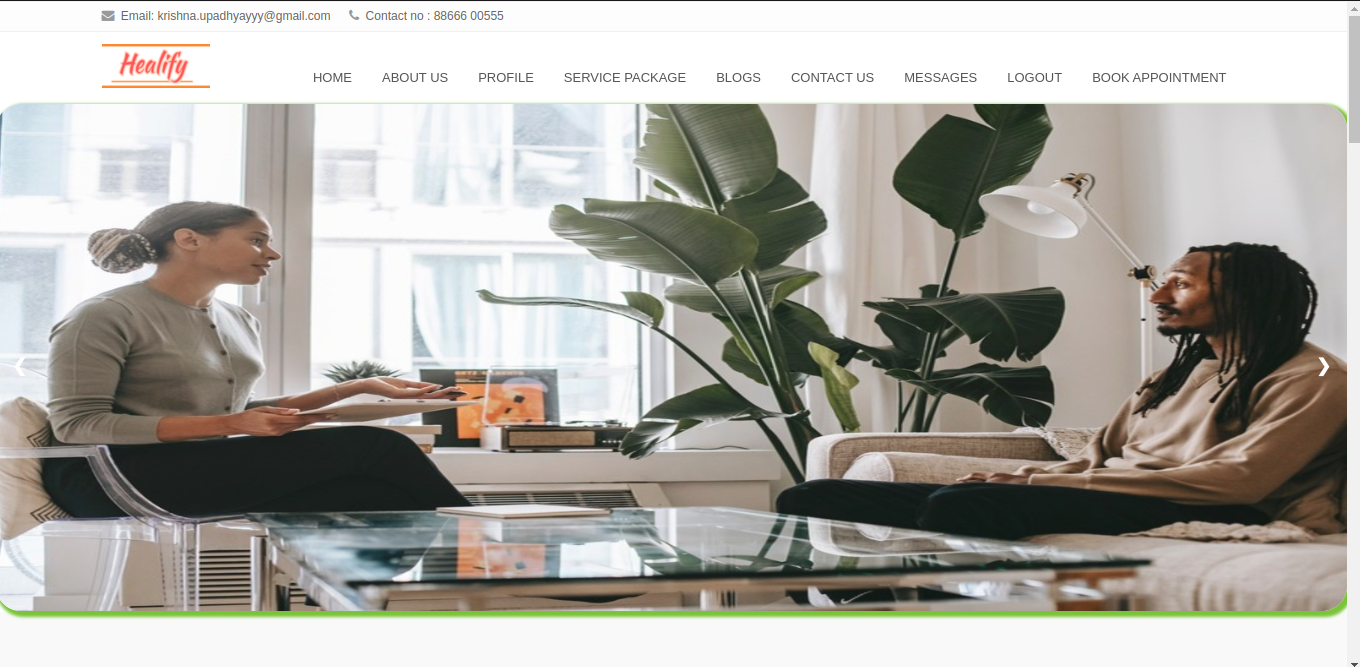 Email: krishna.upadhyayyy@gmail.com Contact no : 88666 00555
Healify
HOME ABOUT US PROFILE SERVICE PACKAGE BLOGS CONTACT US MESSAGES LOGOUT BOOK APPOINTMENT